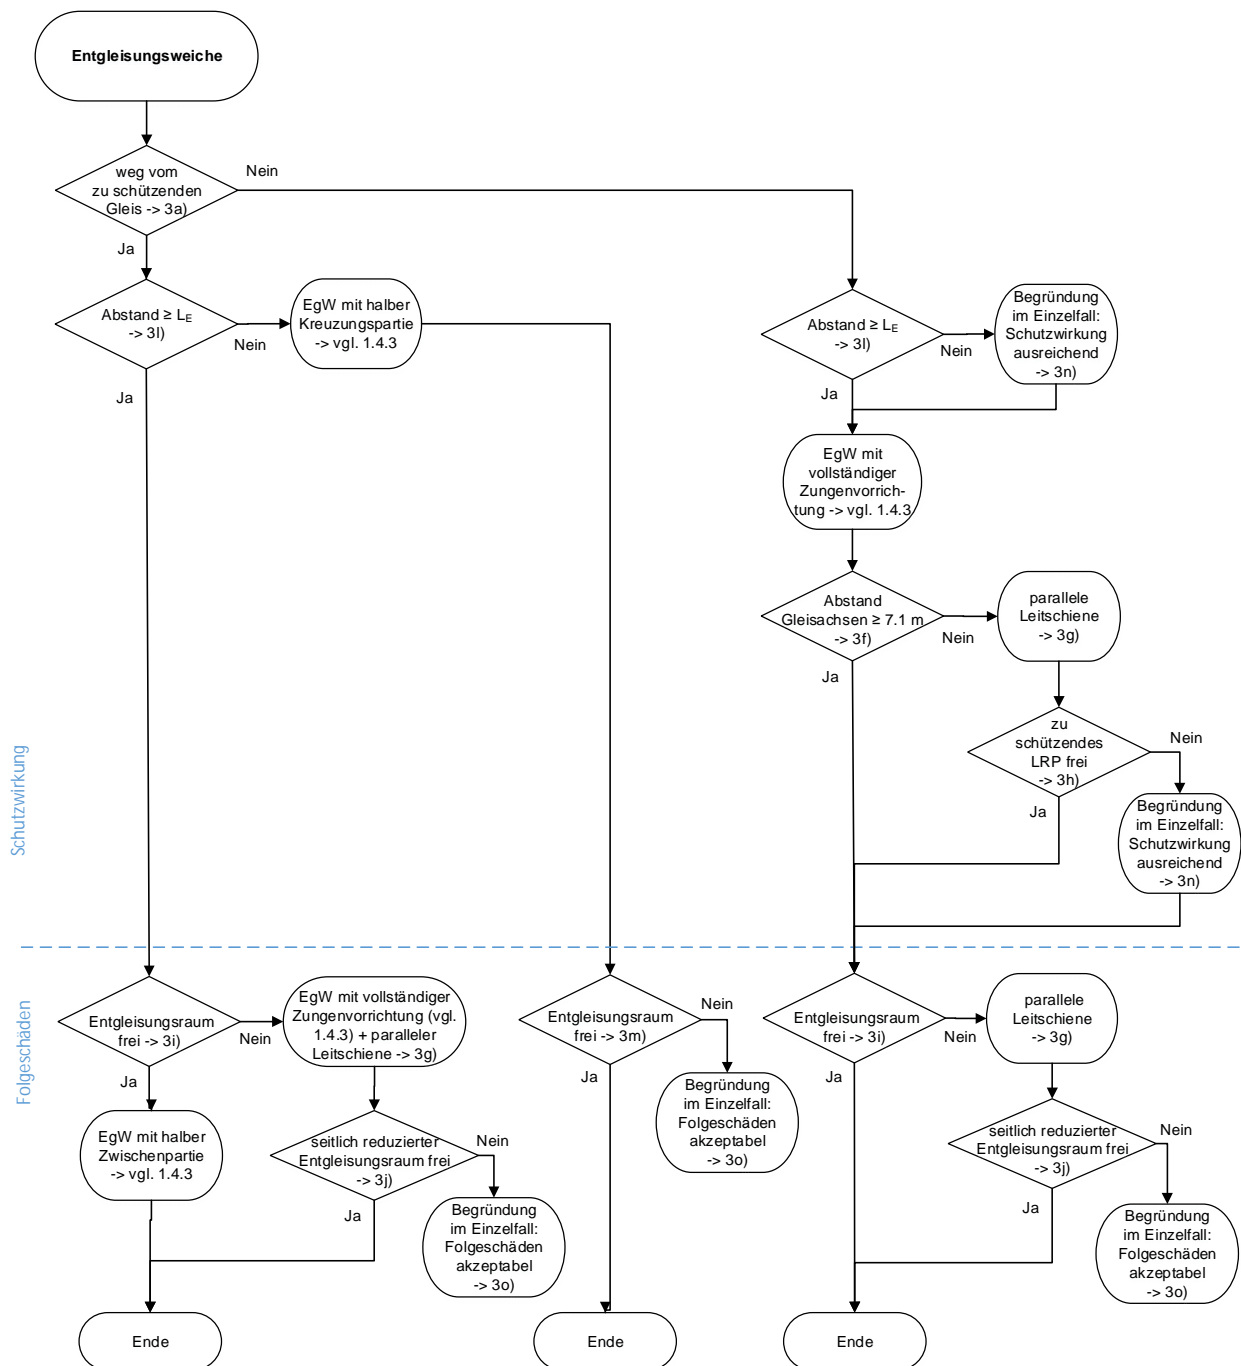 Entgleisungsweiche
weg vom
zu schützenden
Gleis -> 3a)
Nein
Ja
Abstand ≥ LE
-> 3l)
Nein
Ja
EgW mit halber
Kreuzungspartie
-> vgl. 1.4.3
Abstand ≥ LE
-> 3l)
Nein
Ja
Begründung
im Einzelfall:
Schutzwirkung
ausreichend
-> 3n)
EgW mit
vollständiger
Zungenvorrich-
tung -> vgl. 1.4.3
Abstand
Gleisachsen ≥ 7.1 m
-> 3f)
Nein
Ja
parallele
Leitschiene
-> 3g)
zu
schützendes
LRP frei
-> 3h)
Nein
Ja
Begründung
im Einzelfall:
Schutzwirkung
ausreichend
-> 3n)
Schutzwirkung
Folgeschäden
Entgleisungsraum
frei -> 3i)
Nein
Ja
EgW mit vollständiger
Zungenvorrichtung (vgl.
1.4.3) + paralleler
Leitschiene -> 3g)
EgW mit halber
Zwischenpartie
-> vgl. 1.4.3
seitlich reduzierter
Entgleisungsraum frei
-> 3j)
Nein
Ja
Begründung
im Einzelfall:
Folgeschäden
akzeptabel
-> 3o)
Ende
Entgleisungsraum
frei -> 3m)
Nein
Ja
Begründung
im Einzelfall:
Folgeschäden
akzeptabel
-> 3o)
Ende
Entgleisungsraum
frei -> 3i)
Nein
Ja
parallele
Leitschiene
-> 3g)
seitlich reduzierter
Entgleisungsraum frei
-> 3j)
Nein
Ja
Begründung
im Einzelfall:
Folgeschäden
akzeptabel
-> 3o)
Ende